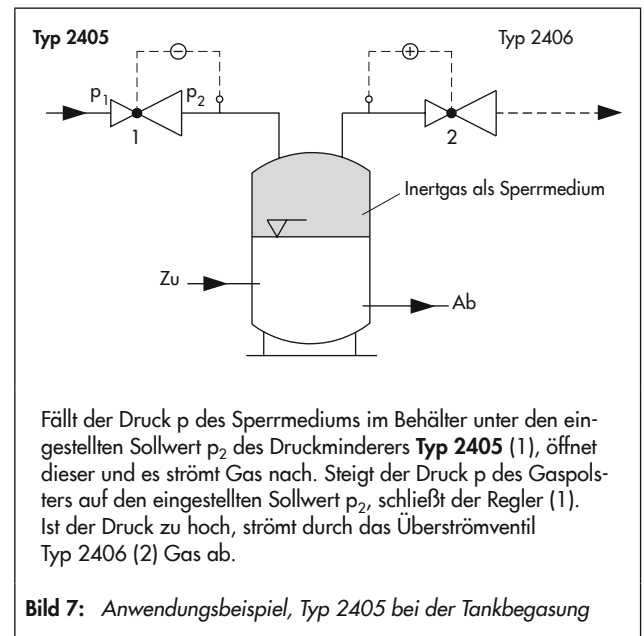 Typ 2405
Typ 2406
−
+
p₁
p₂
1
2
Inertgas als Sperrmedium
Zu
Ab
Fällt der Druck p des Sperrmediums im Behälter unter den ein-
gestellten Sollwert p₂ des Druckminderers Typ 2405 (1), öffnet
dieser und es strömt Gas nach. Steigt der Druck p des Gaspols-
ters auf den eingestellten Sollwert p₂, schließt der Regler (1).
Ist der Druck zu hoch, strömt durch das Überströmventil
Typ 2406 (2) Gas ab.
Bild 7: Anwendungsbeispiel, Typ 2405 bei der Tankbegasung